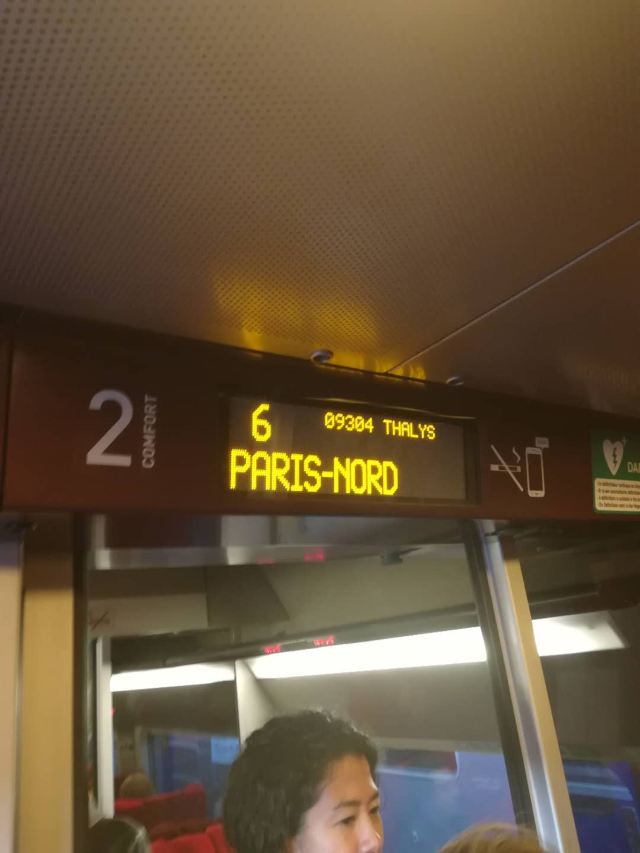 2
COMFORT
6 09304 THALYS
PARIS-NORD